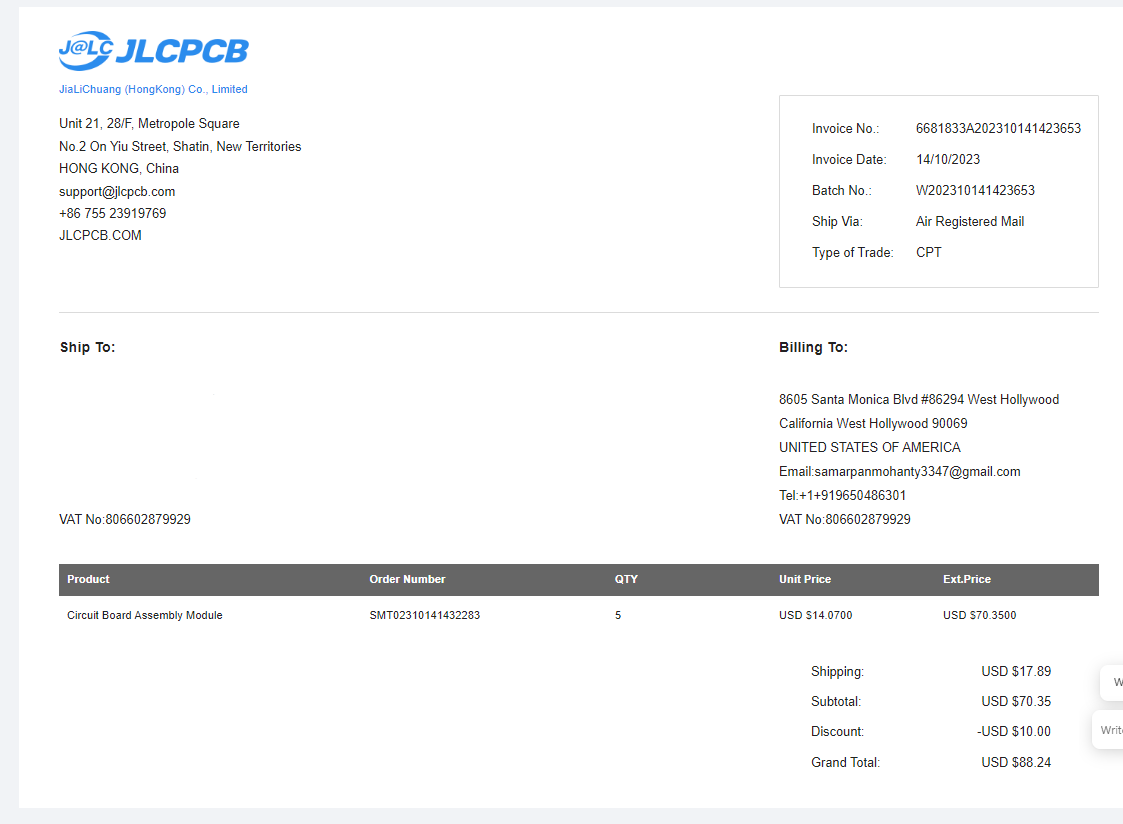 J@LC JLCPCB
JiaLiChuang (HongKong) Co., Limited
Unit 21, 28/F, Metropole Square
No.2 On Yiu Street, Shatin, New Territories
HONG KONG, China
support@jlcpcb.com
+86 755 23919769
JLCPCB.COM
Invoice No.: 6681833A202310141423653
Invoice Date: 14/10/2023
Batch No.: W202310141423653
Ship Via: Air Registered Mail
Type of Trade: CPT
Ship To:
VAT No:806602879929
Billing To:
8605 Santa Monica Blvd #86294 West Hollywood
California West Hollywood 90069
UNITED STATES OF AMERICA
Email:samarpanmohanty3347@gmail.com
Tel:+1+919650486301
VAT No:806602879929
Product Order Number QTY Unit Price Ext.Price
Circuit Board Assembly Module SMT02310141432283 5 USD $14.0700 USD $70.3500
Shipping: USD $17.89
Subtotal: USD $70.35
Discount: -USD $10.00
Grand Total: USD $88.24